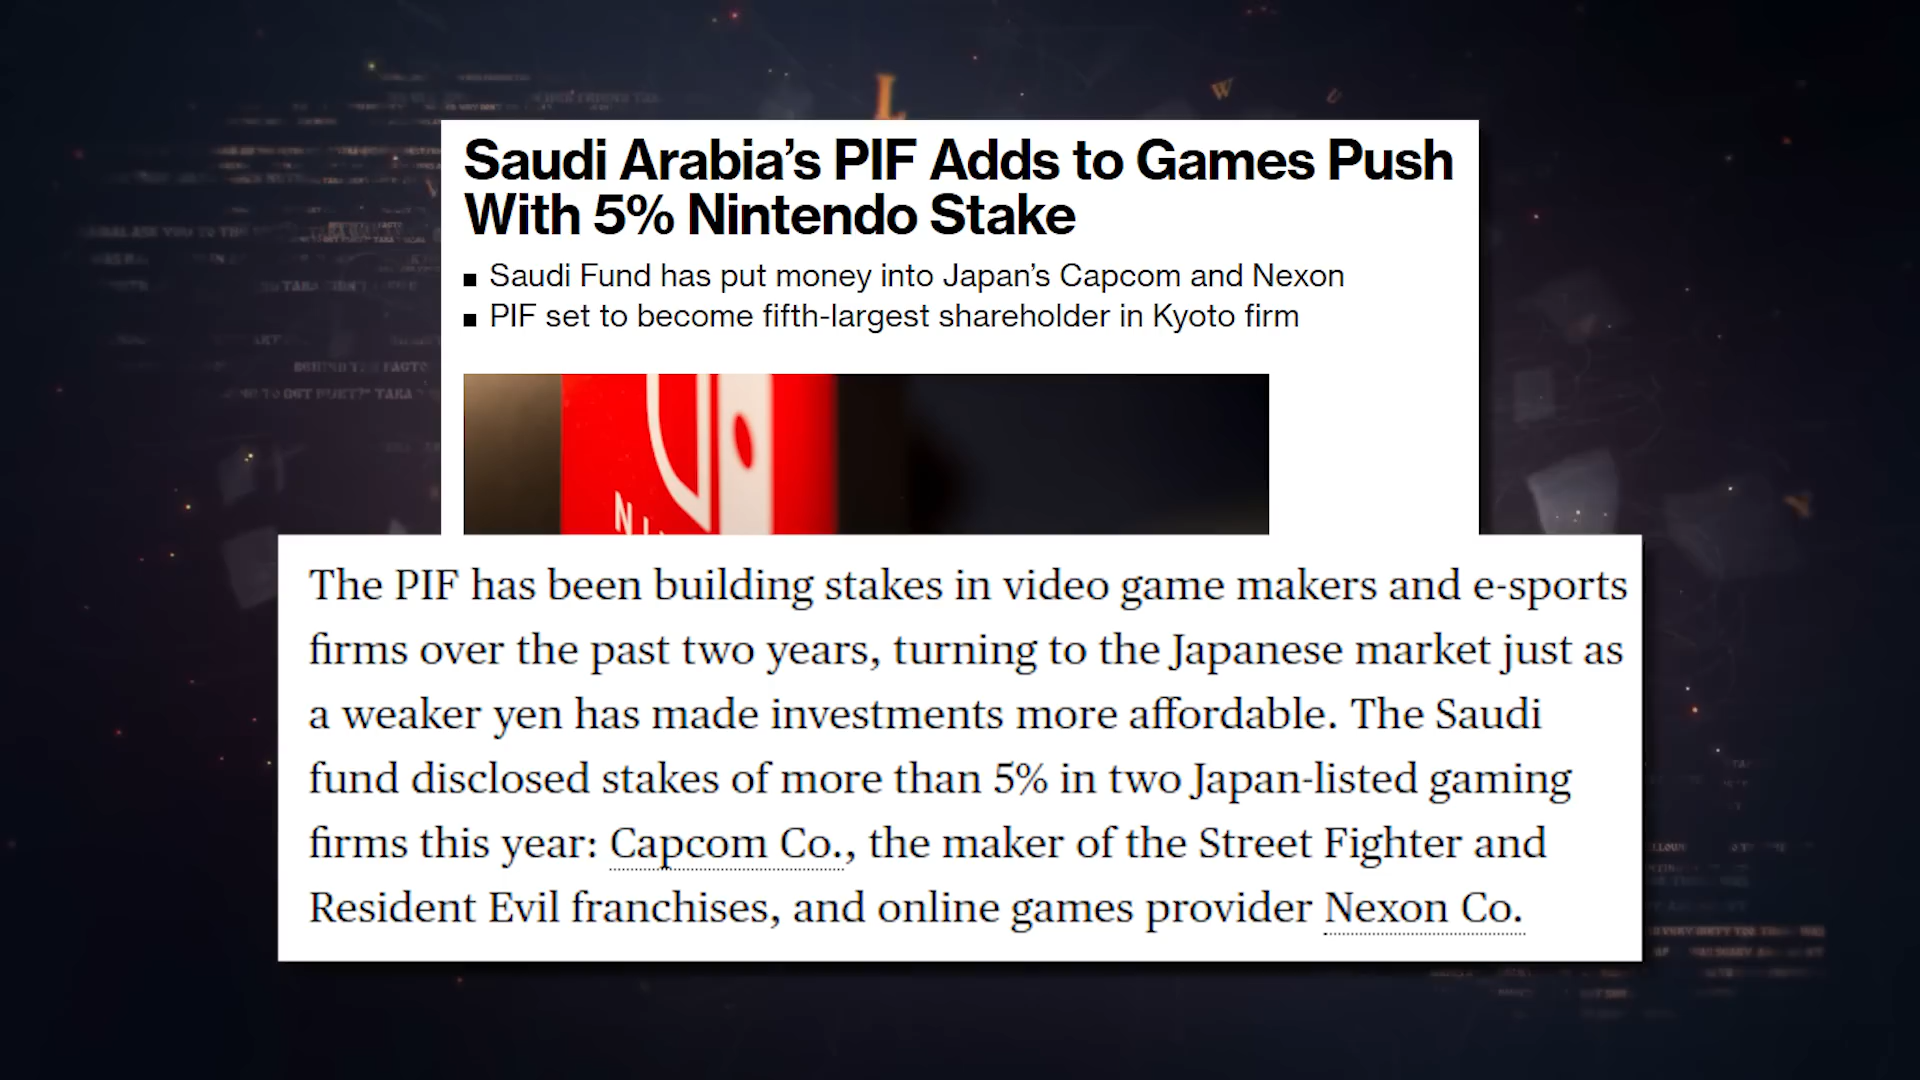 Saudi Arabia's PIF Adds to Games Push
With 5% Nintendo Stake
■ Saudi Fund has put money into Japan's Capcom and Nexon
■ PIF set to become fifth-largest shareholder in Kyoto firm
The PIF has been building stakes in video game makers and e-sports
firms over the past two years, turning to the Japanese market just as
a weaker yen has made investments more affordable. The Saudi
fund disclosed stakes of more than 5% in two Japan-listed gaming
firms this year: Capcom Co., the maker of the Street Fighter and
Resident Evil franchises, and online games provider Nexon Co.